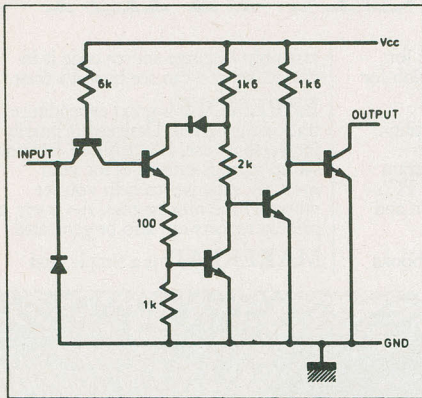 Vcc
6k
1k6
1k6
OUTPUT
INPUT
2k
100
1k
GND